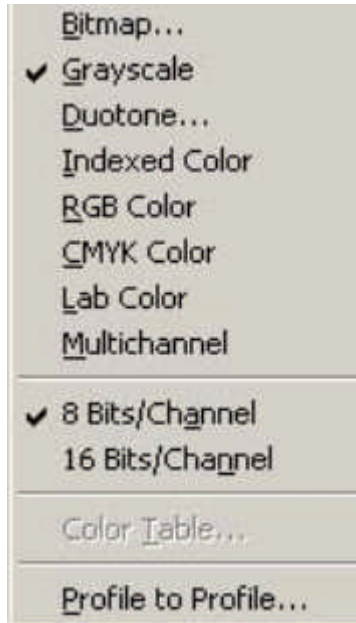 Bitmap...
Grayscale
Duotone...
Indexed Color
RGB Color
CMYK Color
Lab Color
Multichannel
8 Bits/Channel
16 Bits/Channel
Color Table...
Profile to Profile...